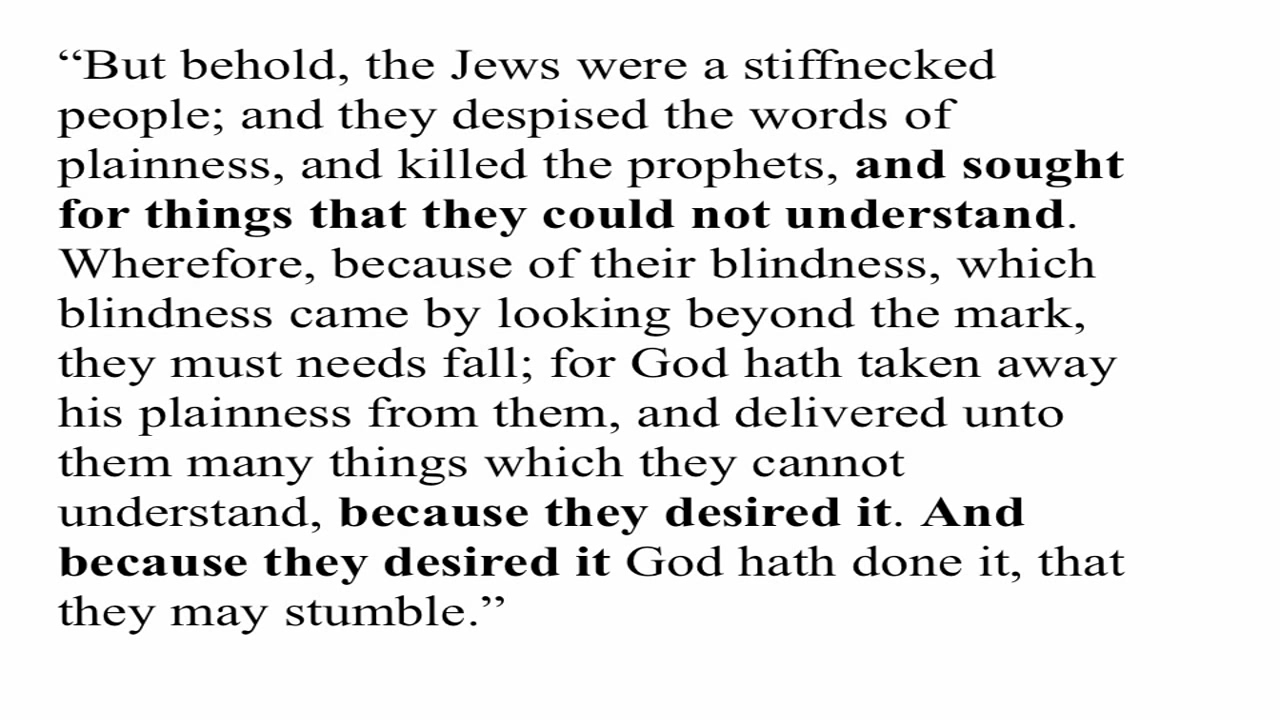 “But behold, the Jews were a stiffnecked
people; and they despised the words of
plainness, and killed the prophets, and sought
for things that they could not understand.
Wherefore, because of their blindness, which
blindness came by looking beyond the mark,
they must needs fall; for God hath taken away
his plainness from them, and delivered unto
them many things which they cannot
understand, because they desired it. And
because they desired it God hath done it, that
they may stumble.”